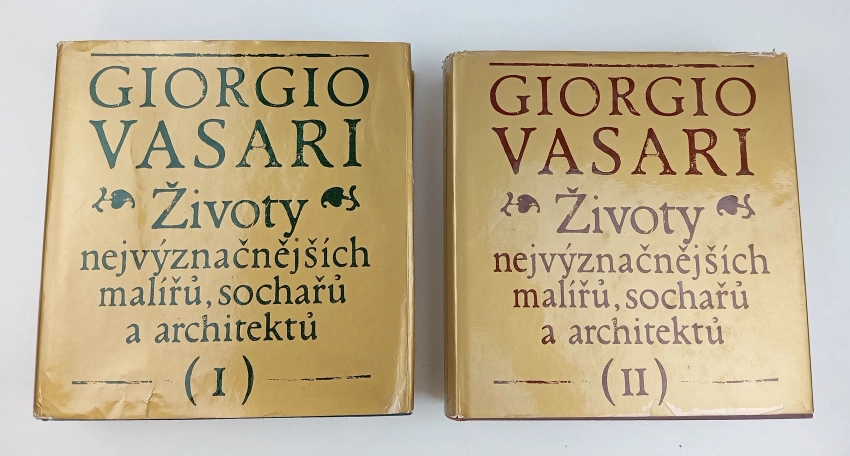 GIORGIO
VASARI
Životy
nejvýznačnějších
malířů, sochařů
a architektů
(I)
GIORGIO
VASARI
Životy
nejvýznačnějších
malířů, sochařů
a architektů
(II)